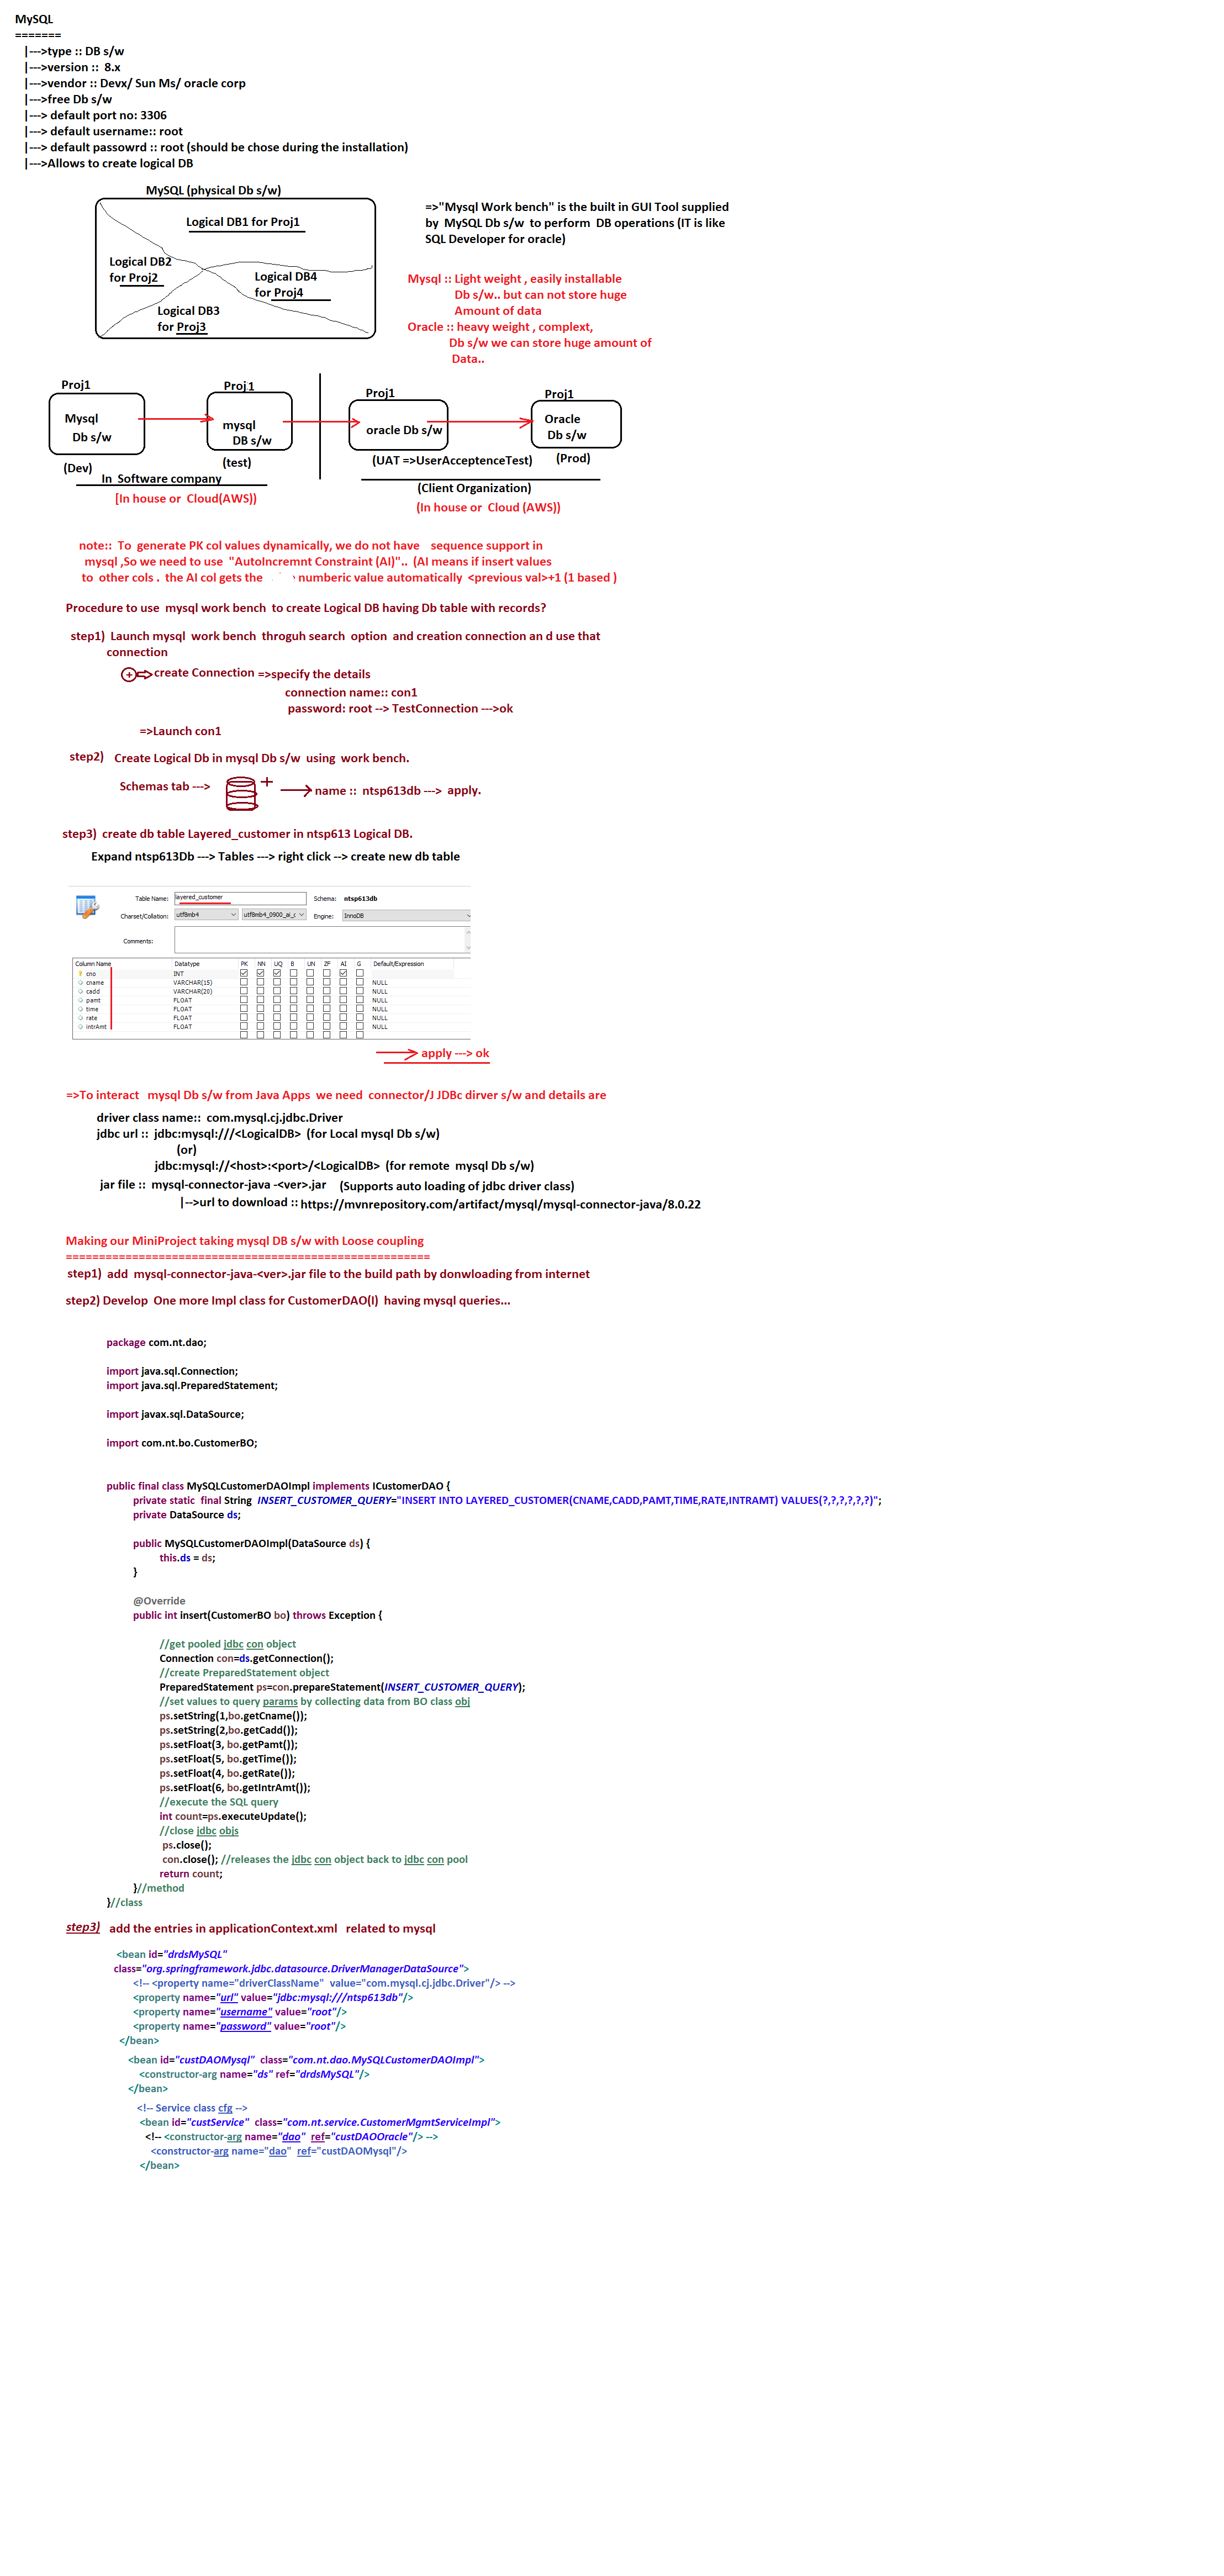 MySQL
=======
|--->type :: DB s/w
|--->version :: 8.x
|--->vendor :: Devx/ Sun Ms/ oracle corp
|--->free Db s/w
|---> default port no: 3306
|---> default username:: root
|---> default passowrd :: root (should be chose during the installation)
|--->Allows to create logical DB
MySQL (physical Db s/w)
Logical DB1 for Proj1
Logical DB2
for Proj2
Logical DB4
for Proj4
Logical DB3
for Proj3
=>"Mysql Work bench" is the built in GUI Tool supplied
by MySQL Db s/w to perform DB operations (IT is like
SQL Developer for oracle)
Mysql :: Light weight , easily installable
Db s/w.. but can not store huge
Amount of data
Oracle :: heavy weight , complext,
Db s/w we can store huge amount of
Data..
Proj1
Mysql
Db s/w
(Dev)
Proj1
mysql
DB s/w
(test)
In Software company
[In house or Cloud(AWS))
Proj1
oracle Db s/w
(UAT =>UserAcceptenceTest)
Proj1
Oracle
Db s/w
(Prod)
(Client Organization)
(In house or Cloud (AWS))
note:: To generate PK col values dynamically, we do not have sequence support in
mysql ,So we need to use "AutoIncremnt Constraint (AI)".. (AI means if insert values
to other cols . the AI col gets the numberic value automatically <previous val>+1 (1 based )
Procedure to use mysql work bench to create Logical DB having Db table with records?
step1) Launch mysql work bench throguh search option and creation connection an d use that
connection
+ create Connection =>specify the details
connection name:: con1
password: root --> TestConnection --->ok
=>Launch con1
step2) Create Logical Db in mysql Db s/w using work bench.
Schemas tab ---> + name :: ntsp613db ---> apply.
step3) create db table Layered_customer in ntsp613 Logical DB.
Expand ntsp613Db ---> Tables ---> right click --> create new db table
Table Name: layered_customer Schema: ntsp613db
Charset/Collation: utf8mb4 utf8mb4_0900_ai_c Engine: InnoDB
Comments:
Column Name Datatype PK NN UQ B UN ZF AI G Default/Expression
cno INT
cname VARCHAR(15) NULL
cadd VARCHAR(20) NULL
pamt FLOAT NULL
time FLOAT NULL
rate FLOAT NULL
intrAmt FLOAT NULL
apply ---> ok
=>To interact mysql Db s/w from Java Apps we need connector/J JDBc dirver s/w and details are
driver class name:: com.mysql.cj.jdbc.Driver
jdbc url :: jdbc:mysql:///<LogicalDB> (for Local mysql Db s/w)
(or)
jdbc:mysql://<host>:<port>/<LogicalDB> (for remote mysql Db s/w)
jar file :: mysql-connector-java -<ver>.jar (Supports auto loading of jdbc driver class)
|-->url to download :: https://mvnrepository.com/artifact/mysql/mysql-connector-java/8.0.22
Making our MiniProject taking mysql DB s/w with Loose coupling
=======================================================
step1) add mysql-connector-java-<ver>.jar file to the build path by donwloading from internet
step2) Develop One more Impl class for CustomerDAO(I) having mysql queries...
package com.nt.dao;
import java.sql.Connection;
import java.sql.PreparedStatement;
import javax.sql.DataSource;
import com.nt.bo.CustomerBO;
public final class MySQLCustomerDAOImpl implements ICustomerDAO {
private static final String INSERT_CUSTOMER_QUERY="INSERT INTO LAYERED_CUSTOMER(CNAME,CADD,PAMT,TIME,RATE,INTRAMT) VALUES(?,?,?,?,?,?)";
private DataSource ds;
public MySQLCustomerDAOImpl(DataSource ds) {
this.ds = ds;
}
@Override
public int insert(CustomerBO bo) throws Exception {
//get pooled jdbc con object
Connection con=ds.getConnection();
//create PreparedStatement object
PreparedStatement ps=con.prepareStatement(INSERT_CUSTOMER_QUERY);
//set values to query params by collecting data from BO class obj
ps.setString(1,bo.getCname());
ps.setString(2,bo.getCadd());
ps.setFloat(3, bo.getPamt());
ps.setFloat(5, bo.getTime());
ps.setFloat(4, bo.getRate());
ps.setFloat(6, bo.getIntrAmt());
//execute the SQL query
int count=ps.executeUpdate();
//close jdbc objs
ps.close();
con.close(); //releases the jdbc con object back to jdbc con pool
return count;
}//method
}//class
step3) add the entries in applicationContext.xml related to mysql
<bean id="drdsMySQL"
class="org.springframework.jdbc.datasource.DriverManagerDataSource">
<!-- <property name="driverClassName" value="com.mysql.cj.jdbc.Driver"/> -->
<property name="url" value="jdbc:mysql:///ntsp613db"/>
<property name="username" value="root"/>
<property name="password" value="root"/>
</bean>
<bean id="custDAOMysql" class="com.nt.dao.MySQLCustomerDAOImpl">
<constructor-arg name="ds" ref="drdsMySQL"/>
</bean>
<!-- Service class cfg -->
<bean id="custService" class="com.nt.service.CustomerMgmtServiceImpl">
<!-- <constructor-arg name="dao" ref="custDAOOracle"/> -->
<constructor-arg name="dao" ref="custDAOMysql"/>
</bean>